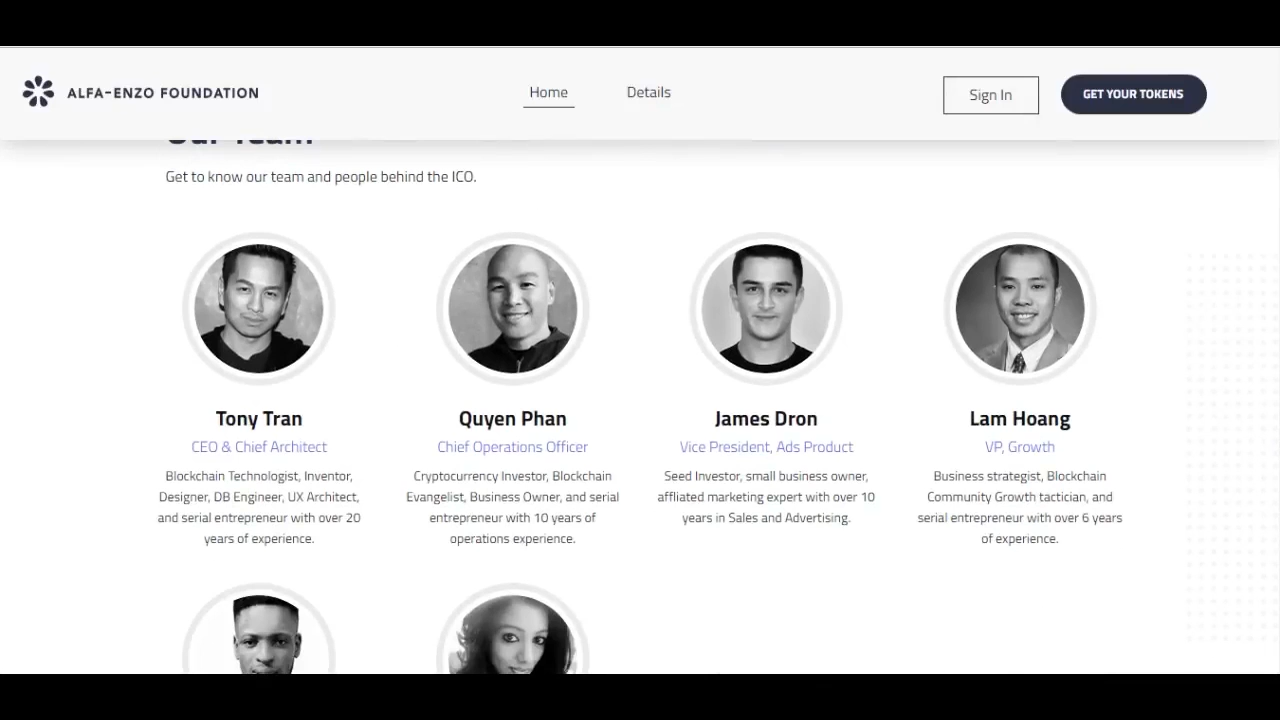 ALFA-ENZO FOUNDATION
Home
Details
Sign In
GET YOUR TOKENS
Our Team
Get to know our team and people behind the ICO.
Tony Tran
CEO & Chief Architect
Blockchain Technologist, Inventor,
Designer, DB Engineer, UX Architect,
and serial entrepreneur with over 20
years of experience.
Quyen Phan
Chief Operations Officer
Cryptocurrency Investor, Blockchain
Evangelist, Business Owner, and serial
entrepreneur with 10 years of
operations experience.
James Dron
Vice President, Ads Product
Seed Investor, small business owner,
affliated marketing expert with over 10
years in Sales and Advertising.
Lam Hoang
VP, Growth
Business strategist, Blockchain
Community Growth tactician, and
serial entrepreneur with over 6 years
of experience.